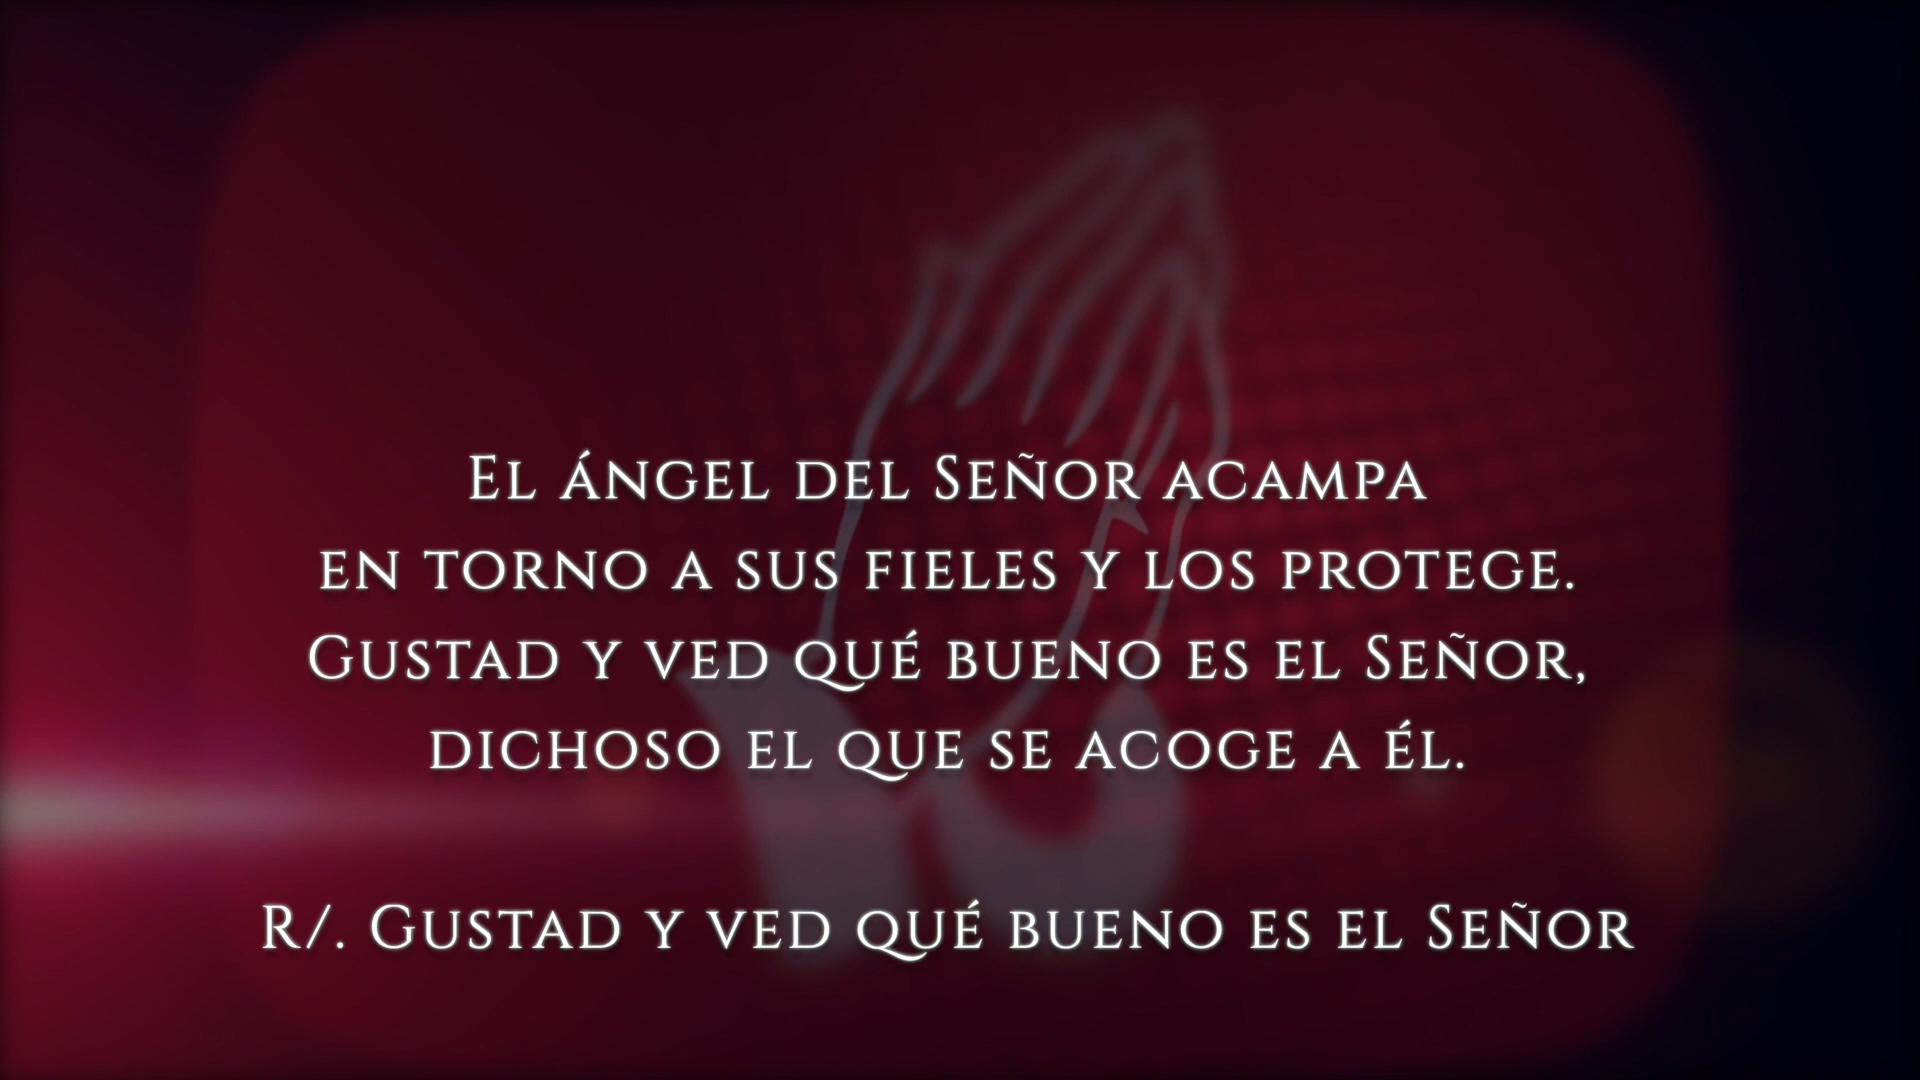 El ángel del Señor acampa
en torno a sus fieles y los protege.
Gustad y ved qué bueno es el Señor,
dichoso el que se acoge a él.
R/. Gustad y ved qué bueno es el Señor